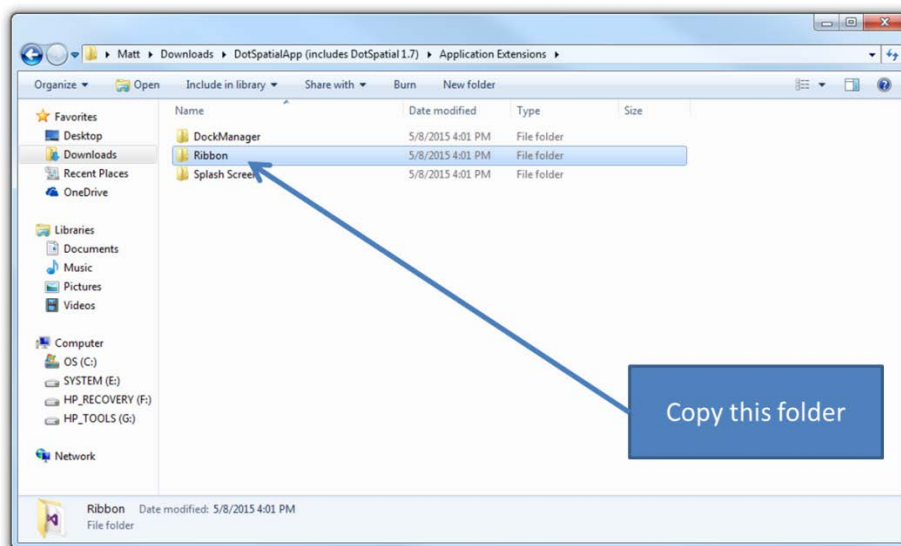 Matt ▸ Downloads ▸ DotSpatialApp (includes DotSpatial 1.7) ▸ Application Extensions ▸
Organize Open Include in library Share with Burn New folder
Name Date modified Type Size
Favorites
Desktop
Downloads
Recent Places
OneDrive
Libraries
Documents
Music
Pictures
Videos
Computer
OS (C:)
SYSTEM (E:)
HP_RECOVERY (F:)
HP_TOOLS (G:)
Network
DockManager 5/8/2015 4:01 PM File folder
Ribbon 5/8/2015 4:01 PM File folder
Splash Screen 5/8/2015 4:01 PM File folder
Copy this folder
Ribbon Date modified: 5/8/2015 4:01 PM
File folder